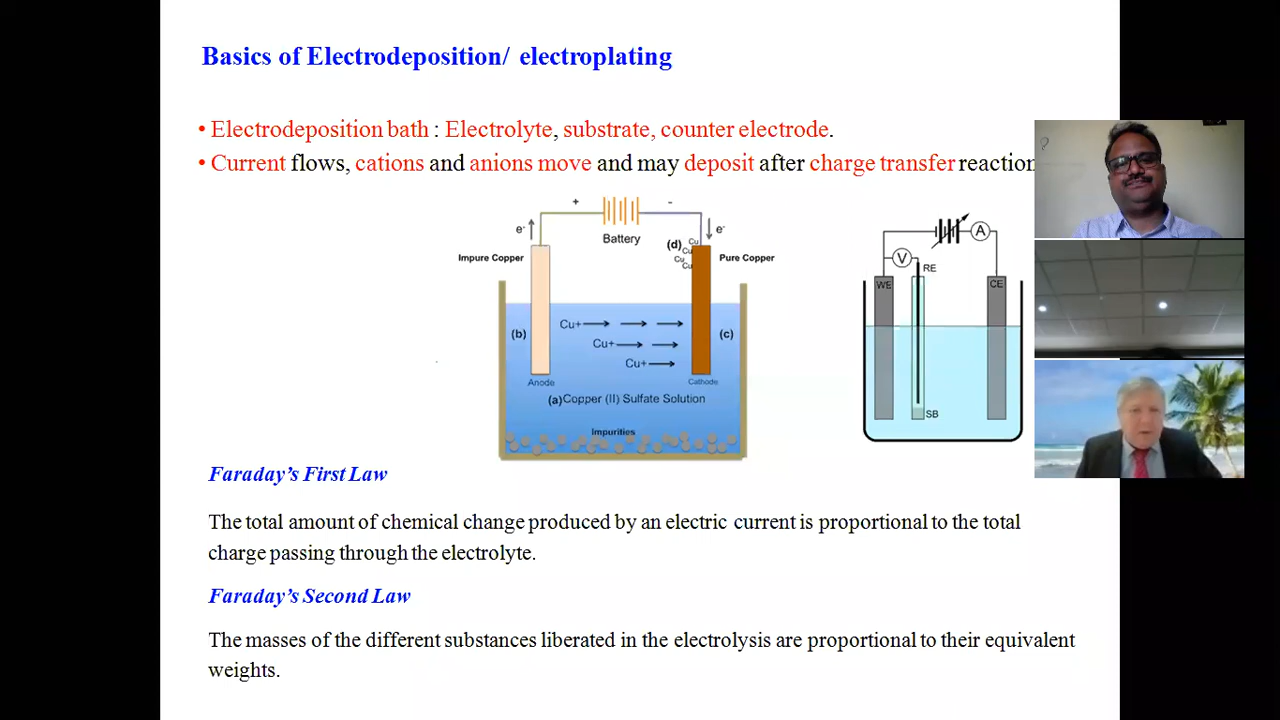 Basics of Electrodeposition/ electroplating
• Electrodeposition bath : Electrolyte, substrate, counter electrode.
• Current flows, cations and anions move and may deposit after charge transfer reaction
+
-
e-
e-
Battery
(d)
Cu
Cu
Cu
Cu
Impure Copper
Pure Copper
(b)
Cu+
Cu+
Cu+
(c)
Anode
Cathode
(a)Copper (II) Sulfate Solution
Impurities
A
V
RE
WE
CE
SB
Faraday's First Law
The total amount of chemical change produced by an electric current is proportional to the total
charge passing through the electrolyte.
Faraday's Second Law
The masses of the different substances liberated in the electrolysis are proportional to their equivalent
weights.